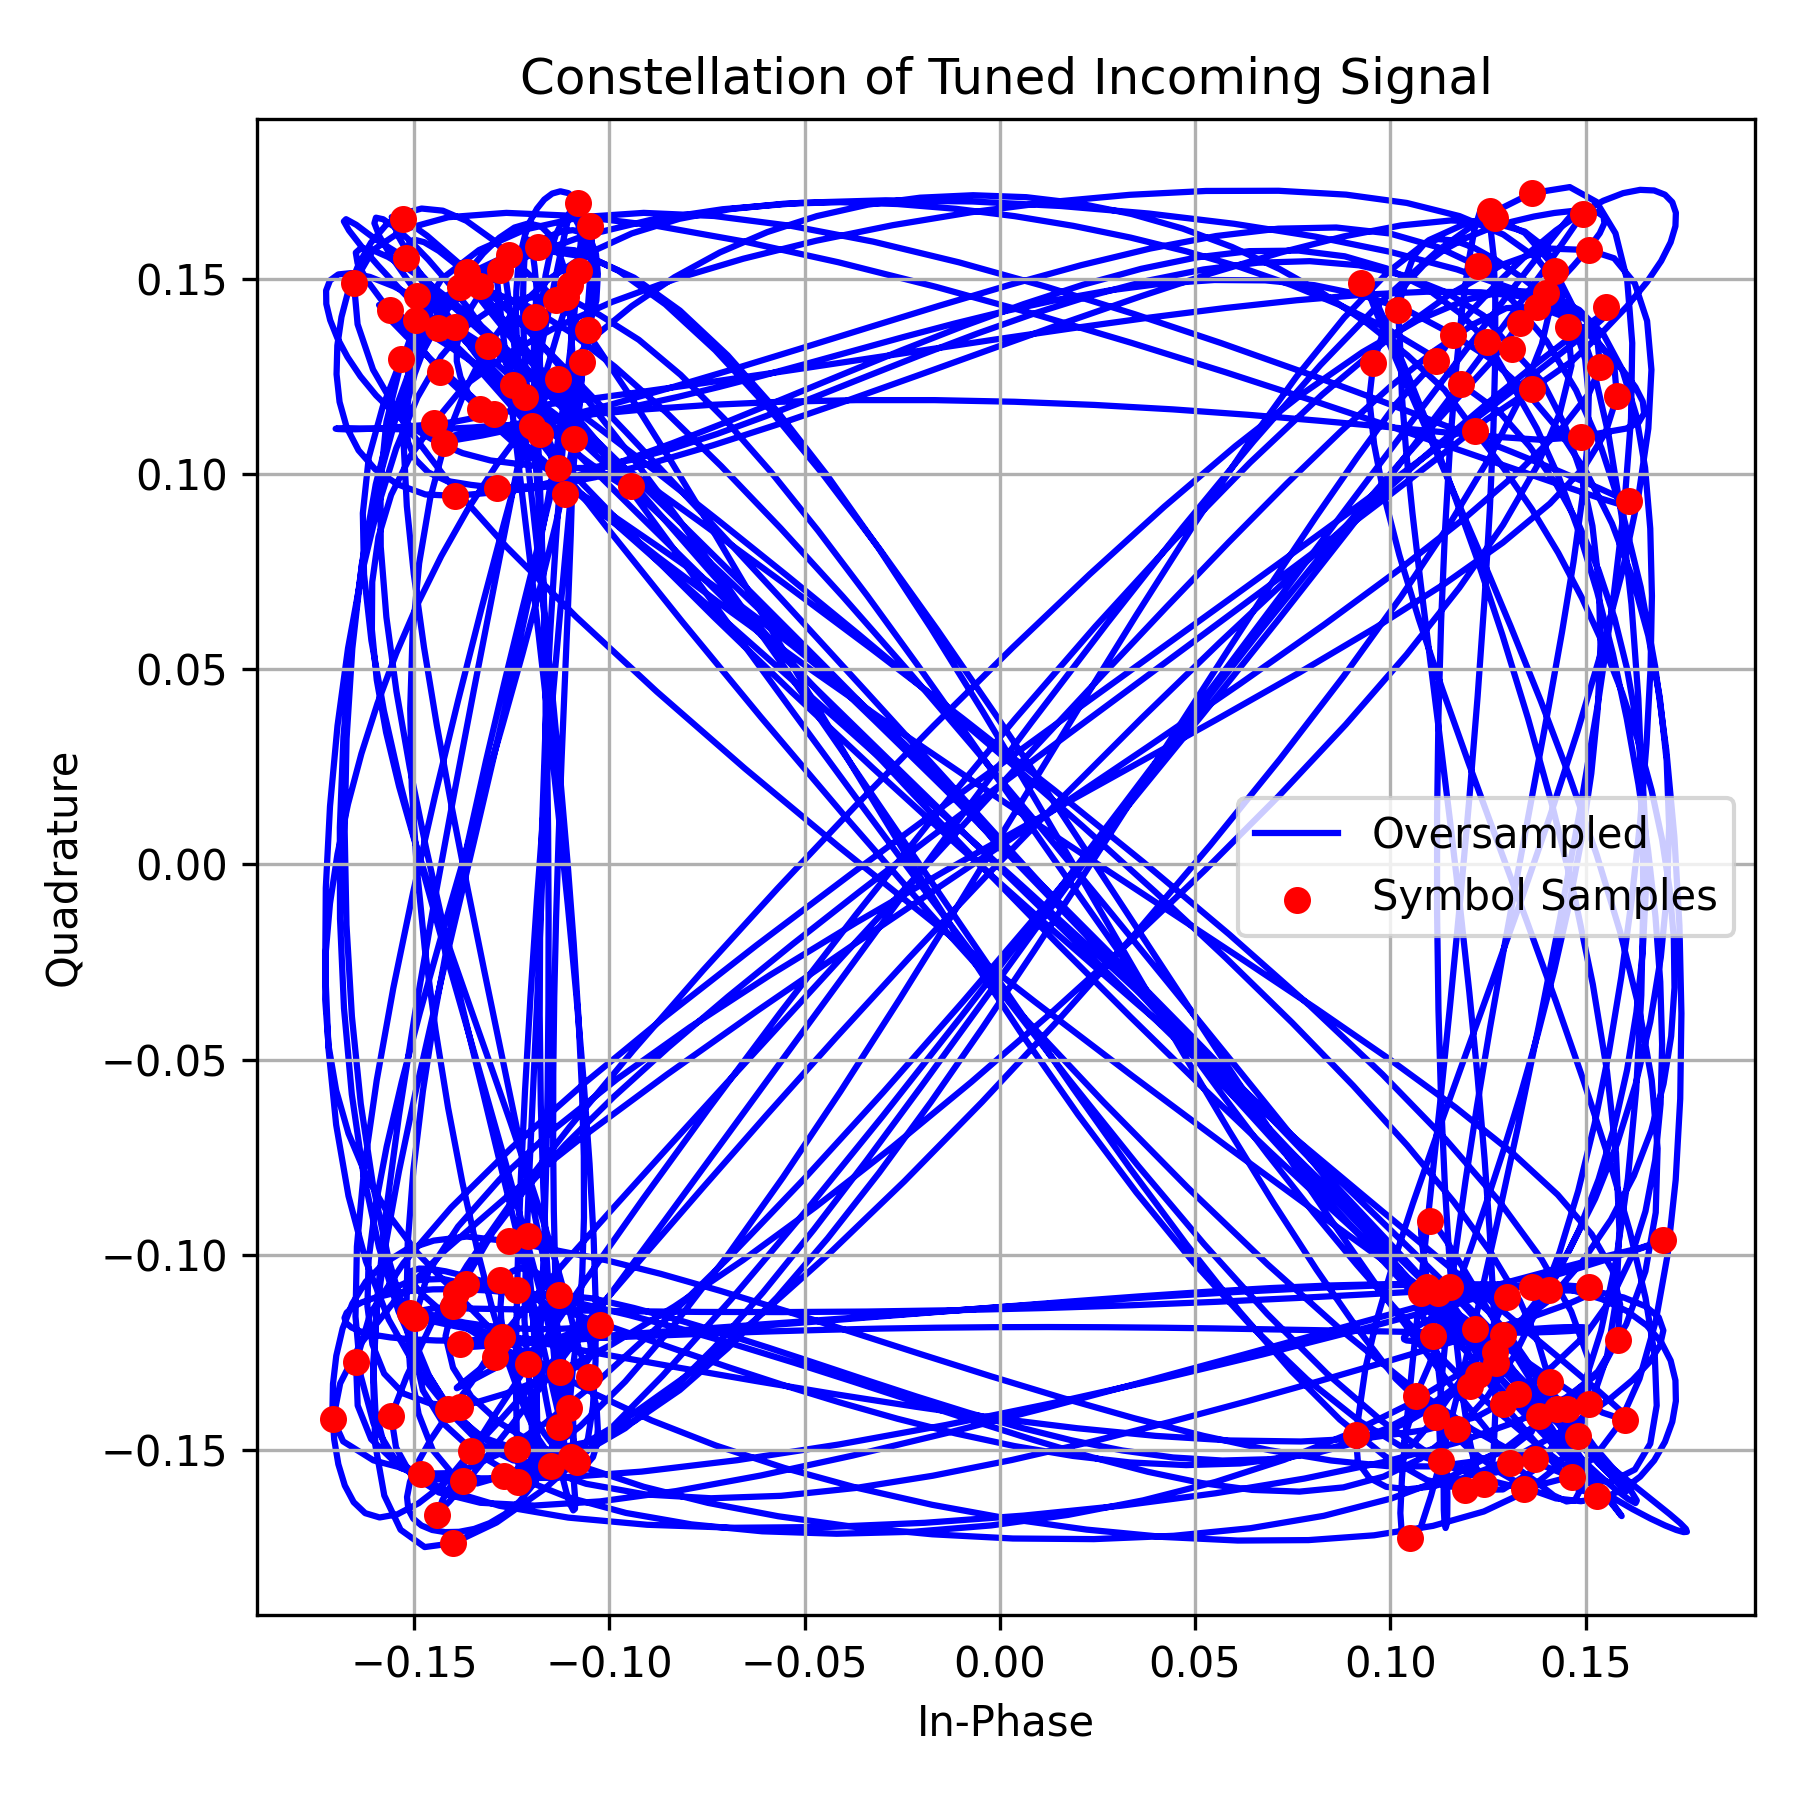 Constellation of Tuned Incoming Signal
Quadrature
0.15
0.10
0.05
0.00
−0.05
−0.10
−0.15
Oversampled
Symbol Samples
−0.15 −0.10 −0.05 0.00 0.05 0.10 0.15
In-Phase